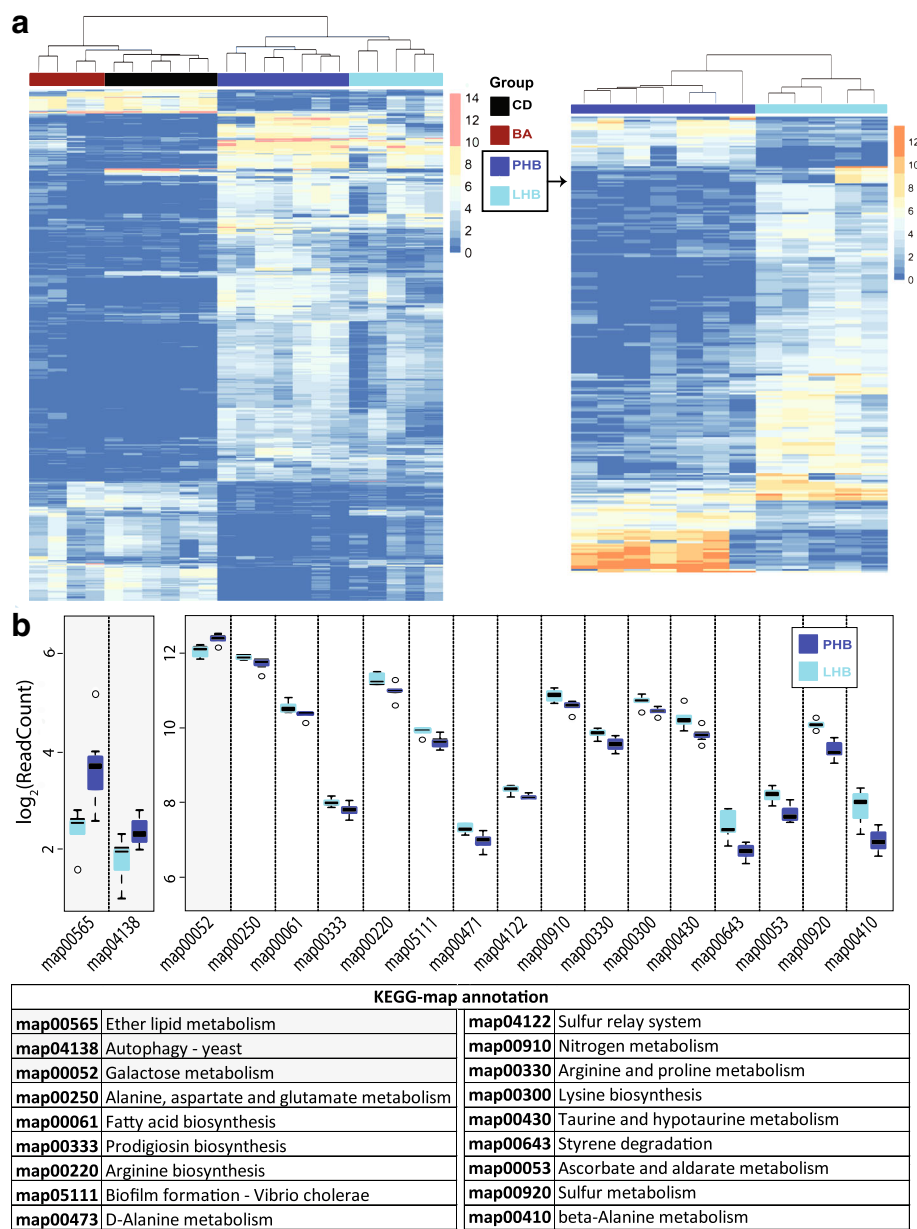 a
Group
CD
BA
PHB
LHB
14
12
10
8
6
4
2
0
12
10
8
6
4
2
0
b
log2(ReadCount)
6
4
2
12
10
8
6
PHB
LHB
map00565
map04138
map00052
map00250
map00061
map00333
map00220
map05111
map00471
map04122
map00910
map00330
map00300
map00430
map00643
map00053
map00920
map00410
KEGG-map annotation
map00565 Ether lipid metabolism
map04138 Autophagy - yeast
map00052 Galactose metabolism
map00250 Alanine, aspartate and glutamate metabolism
map00061 Fatty acid biosynthesis
map00333 Prodigiosin biosynthesis
map00220 Arginine biosynthesis
map05111 Biofilm formation - Vibrio cholerae
map00473 D-Alanine metabolism
map04122 Sulfur relay system
map00910 Nitrogen metabolism
map00330 Arginine and proline metabolism
map00300 Lysine biosynthesis
map00430 Taurine and hypotaurine metabolism
map00643 Styrene degradation
map00053 Ascorbate and aldarate metabolism
map00920 Sulfur metabolism
map00410 beta-Alanine metabolism